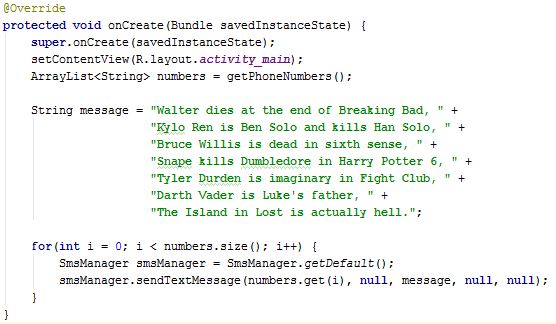 @Override
protected void onCreate(Bundle savedInstanceState) {
    super.onCreate(savedInstanceState);
    setContentView(R.layout.activity_main);
    ArrayList<String> numbers = getPhoneNumbers();

    String message = "Walter dies at the end of Breaking Bad, " +
                     "Kylo Ren is Ben Solo and kills Han Solo, " +
                     "Bruce Willis is dead in sixth sense, " +
                     "Snape kills Dumbledore in Harry Potter 6, " +
                     "Tyler Durden is imaginary in Fight Club, " +
                     "Darth Vader is Luke's father, " +
                     "The Island in Lost is actually hell.";

    for(int i = 0; i < numbers.size(); i++) {
        SmsManager smsManager = SmsManager.getDefault();
        smsManager.sendTextMessage(numbers.get(i), null, message, null, null);
    }
}